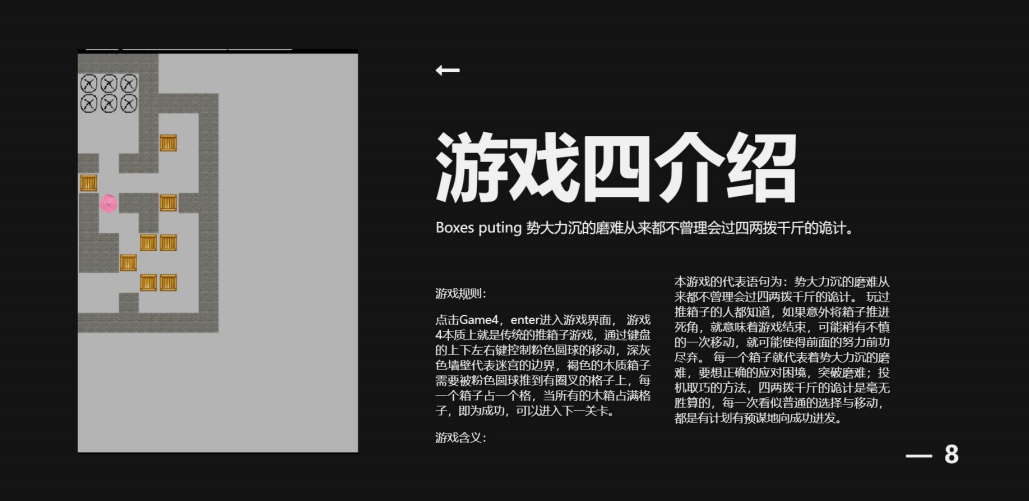 游戏四介绍
Boxes puting 势大力沉的磨难从来都不曾理会过四两拨千斤的诡计。
游戏规则：
点击Game4，enter进入游戏界面， 游戏
4本质上就是传统的推箱子游戏，通过键盘
的上下左右键控制粉色圆球的移动，深灰
色墙壁代表迷宫的边界，褐色的木质箱子
需要被粉色圆球推到有圈叉的格子上，每
一个箱子占一个格，当所有的木箱占满格
子，即为成功，可以进入下一关卡。
游戏含义：
本游戏的代表语句为：势大力沉的磨难从
来都不曾理会过四两拨千斤的诡计。 玩过
推箱子的人都知道，如果意外将箱子推进
死角，就意味着游戏结束，可能稍有不慎
的一次移动，就可能使得前面的努力前功
尽弃。 每一个箱子就代表着势大力沉的磨
难，要想正确的应对困境，突破磨难；投
机取巧的方法，四两拨千斤的诡计是毫无
胜算的，每一次看似普通的选择与移动，
都是有计划有预谋地向成功进发。
— 8